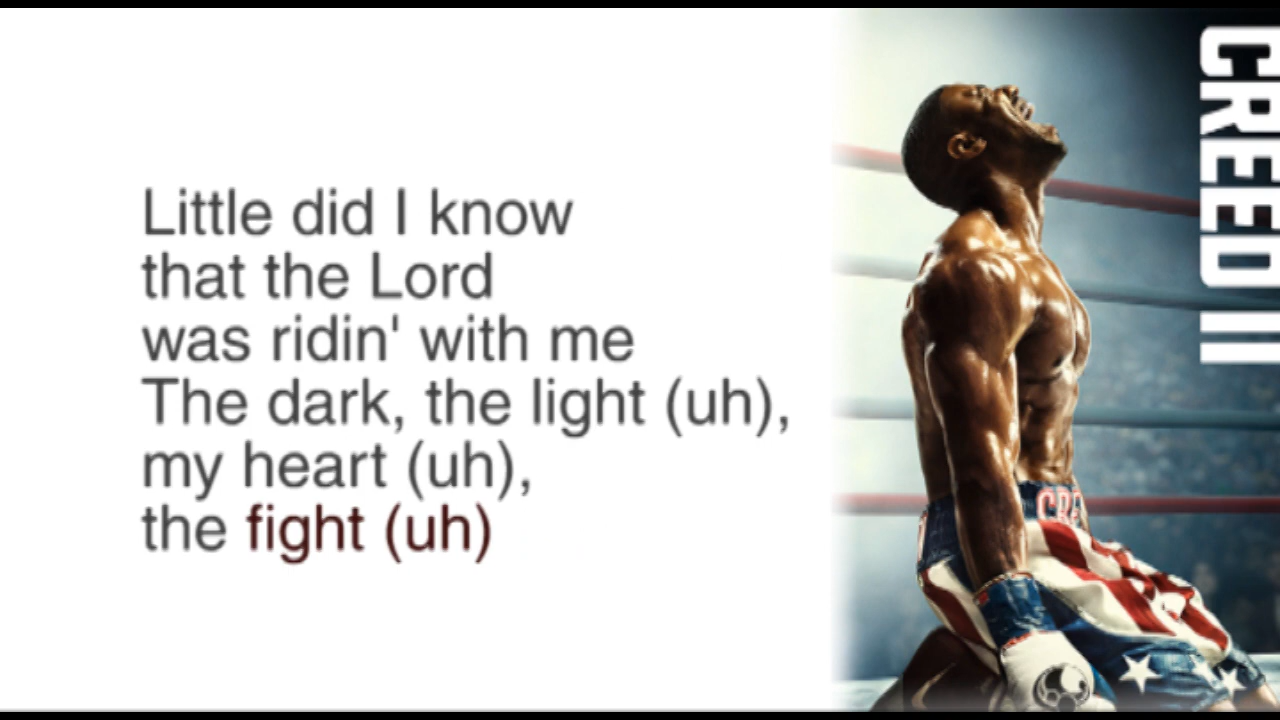 Little did I know
that the Lord
was ridin' with me
The dark, the light (uh),
my heart (uh),
the fight (uh)
CREED II
CRE